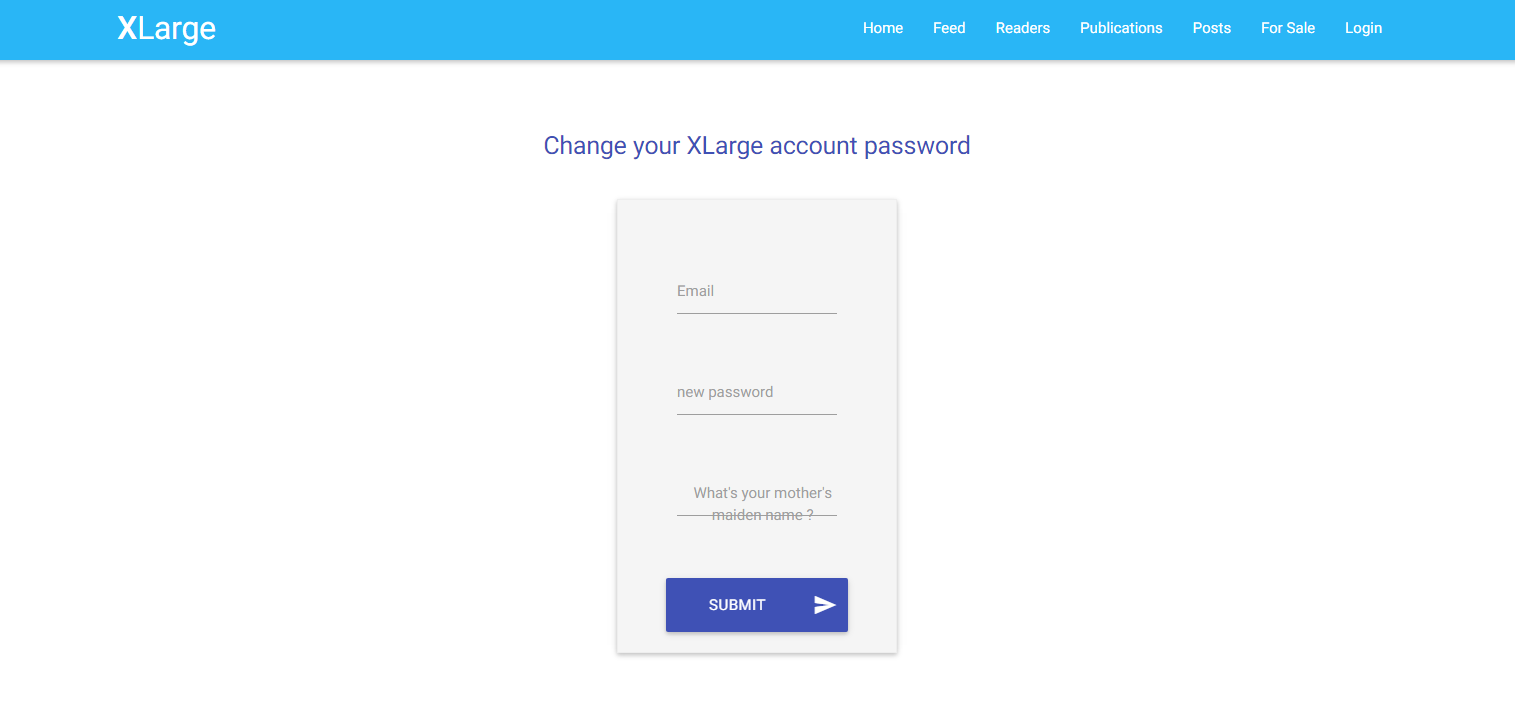 XLarge
Home Feed Readers Publications Posts For Sale Login
Change your XLarge account password
Email
new password
What's your mother's
maiden name ?
SUBMIT